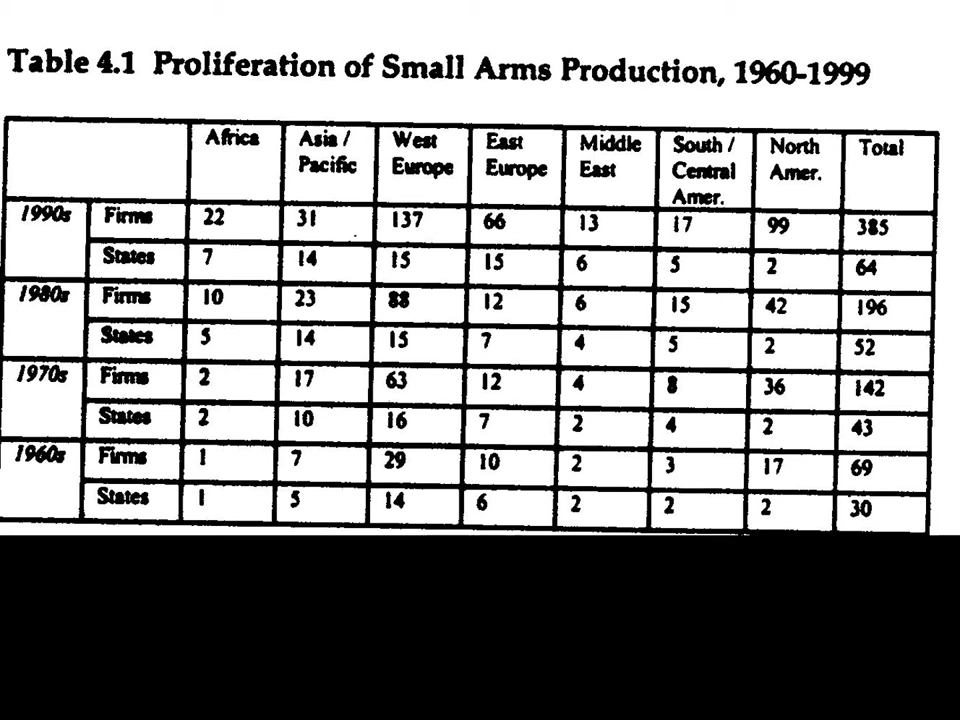 Table 4.1 Proliferation of Small Arms Production, 1960-1999
Africa Asia / Pacific West Europe East Europe Middle East South / Central Amer. North Amer. Total
1990s Firms 22 31 137 66 13 17 99 385
States 7 14 15 15 6 5 2 64
1980s Firms 10 23 88 12 6 15 42 196
States 5 14 15 7 4 5 2 52
1970s Firms 2 17 63 12 4 8 36 142
States 2 10 16 7 2 4 2 43
1960s Firms 1 7 29 10 2 3 17 69
States 1 5 14 6 2 2 2 30